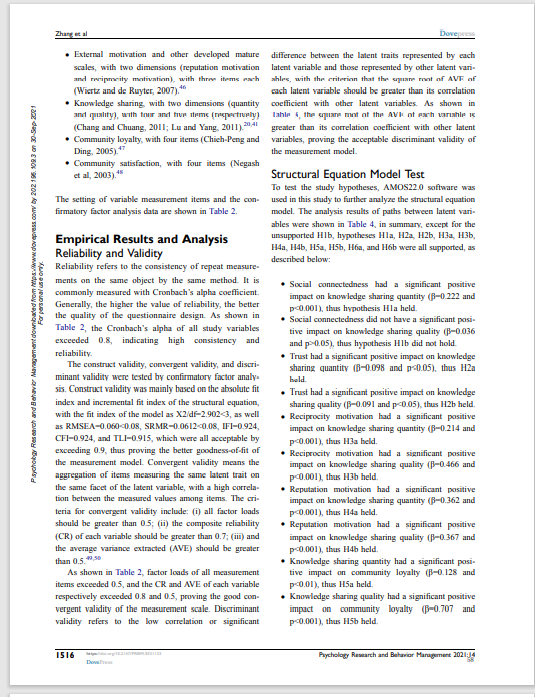 Zhang et al
Dovepress
Psychology Research and Behavior Management downloaded from https://www.dovepress.com/ by 202.196.109.3 on 30-Sep-2021
For personal use only.
• External motivation and other developed mature
scales, with two dimensions (reputation motivation
and reciprocity motivation), with three items each
(Wiertz and de Ruyter, 2007).46
• Knowledge sharing, with two dimensions (quantity
and quality), with four and five items (respectively)
(Chang and Chuang, 2011; Lu and Yang, 2011).20,41
• Community loyalty, with four items (Chieh-Peng and
Ding, 2005).47
• Community satisfaction, with four items (Negash
et al, 2003).48
The setting of variable measurement items and the con-
firmatory factor analysis data are shown in Table 2.
Empirical Results and Analysis
Reliability and Validity
Reliability refers to the consistency of repeat measure-
ments on the same object by the same method. It is
commonly measured with Cronbach's alpha coefficient.
Generally, the higher the value of reliability, the better
the quality of the questionnaire design. As shown in
Table 2, the Cronbach's alpha of all study variables
exceeded 0.8, indicating high consistency and
reliability.
The construct validity, convergent validity, and discri-
minant validity were tested by confirmatory factor analy-
sis. Construct validity was mainly based on the absolute fit
index and incremental fit index of the structural equation,
with the fit index of the model as X2/df=2.902<3, as well
as RMSEA=0.060<0.08, SRMR=0.0612<0.08, IFI=0.924,
CFI=0.924, and TLI=0.915, which were all acceptable by
exceeding 0.9, thus proving the better goodness-of-fit of
the measurement model. Convergent validity means the
aggregation of items measuring the same latent trait on
the same facet of the latent variable, with a high correla-
tion between the measured values among items. The cri-
teria for convergent validity include: (i) all factor loads
should be greater than 0.5; (ii) the composite reliability
(CR) of each variable should be greater than 0.7; (iii) and
the average variance extracted (AVE) should be greater
than 0.5.49,50
As shown in Table 2, factor loads of all measurement
items exceeded 0.5, and the CR and AVE of each variable
respectively exceeded 0.8 and 0.5, proving the good con-
vergent validity of the measurement scale. Discriminant
validity refers to the low correlation or significant
difference between the latent traits represented by each
latent variable and those represented by other latent vari-
ables, with the criterion that the square root of AVE of
each latent variable should be greater than its correlation
coefficient with other latent variables. As shown in
Table 3, the square root of the AVE of each variable is
greater than its correlation coefficient with other latent
variables, proving the acceptable discriminant validity of
the measurement model.
Structural Equation Model Test
To test the study hypotheses, AMOS22.0 software was
used in this study to further analyze the structural equation
model. The analysis results of paths between latent vari-
ables were shown in Table 4, in summary, except for the
unsupported H1b, hypotheses H1a, H2a, H2b, H3a, H3b,
H4a, H4b, H5a, H5b, H6a, and H6b were all supported, as
described below:
• Social connectedness had a significant positive
impact on knowledge sharing quantity (β=0.222 and
p<0.001), thus hypothesis H1a held.
• Social connectedness did not have a significant posi-
tive impact on knowledge sharing quality (β=0.036
and p>0.05), thus hypothesis H1b did not hold.
• Trust had a significant positive impact on knowledge
sharing quantity (β=0.098 and p<0.05), thus H2a
held.
• Trust had a significant positive impact on knowledge
sharing quality (β=0.091 and p<0.05), thus H2b held.
• Reciprocity motivation had a significant positive
impact on knowledge sharing quantity (β=0.214 and
p<0.001), thus H3a held.
• Reciprocity motivation had a significant positive
impact on knowledge sharing quality (β=0.466 and
p<0.001), thus H3b held.
• Reputation motivation had a significant positive
impact on knowledge sharing quantity (β=0.362 and
p<0.001), thus H4a held.
• Reputation motivation had a significant positive
impact on knowledge sharing quality (β=0.367 and
p<0.001), thus H4b held.
• Knowledge sharing quantity had a significant posi-
tive impact on community loyalty (β=0.128 and
p<0.01), thus H5a held.
• Knowledge sharing quality had a significant positive
impact on community loyalty (β=0.707 and
p<0.001), thus H5b held.
1516
DovePress
Psychology Research and Behavior Management 2021:14
58